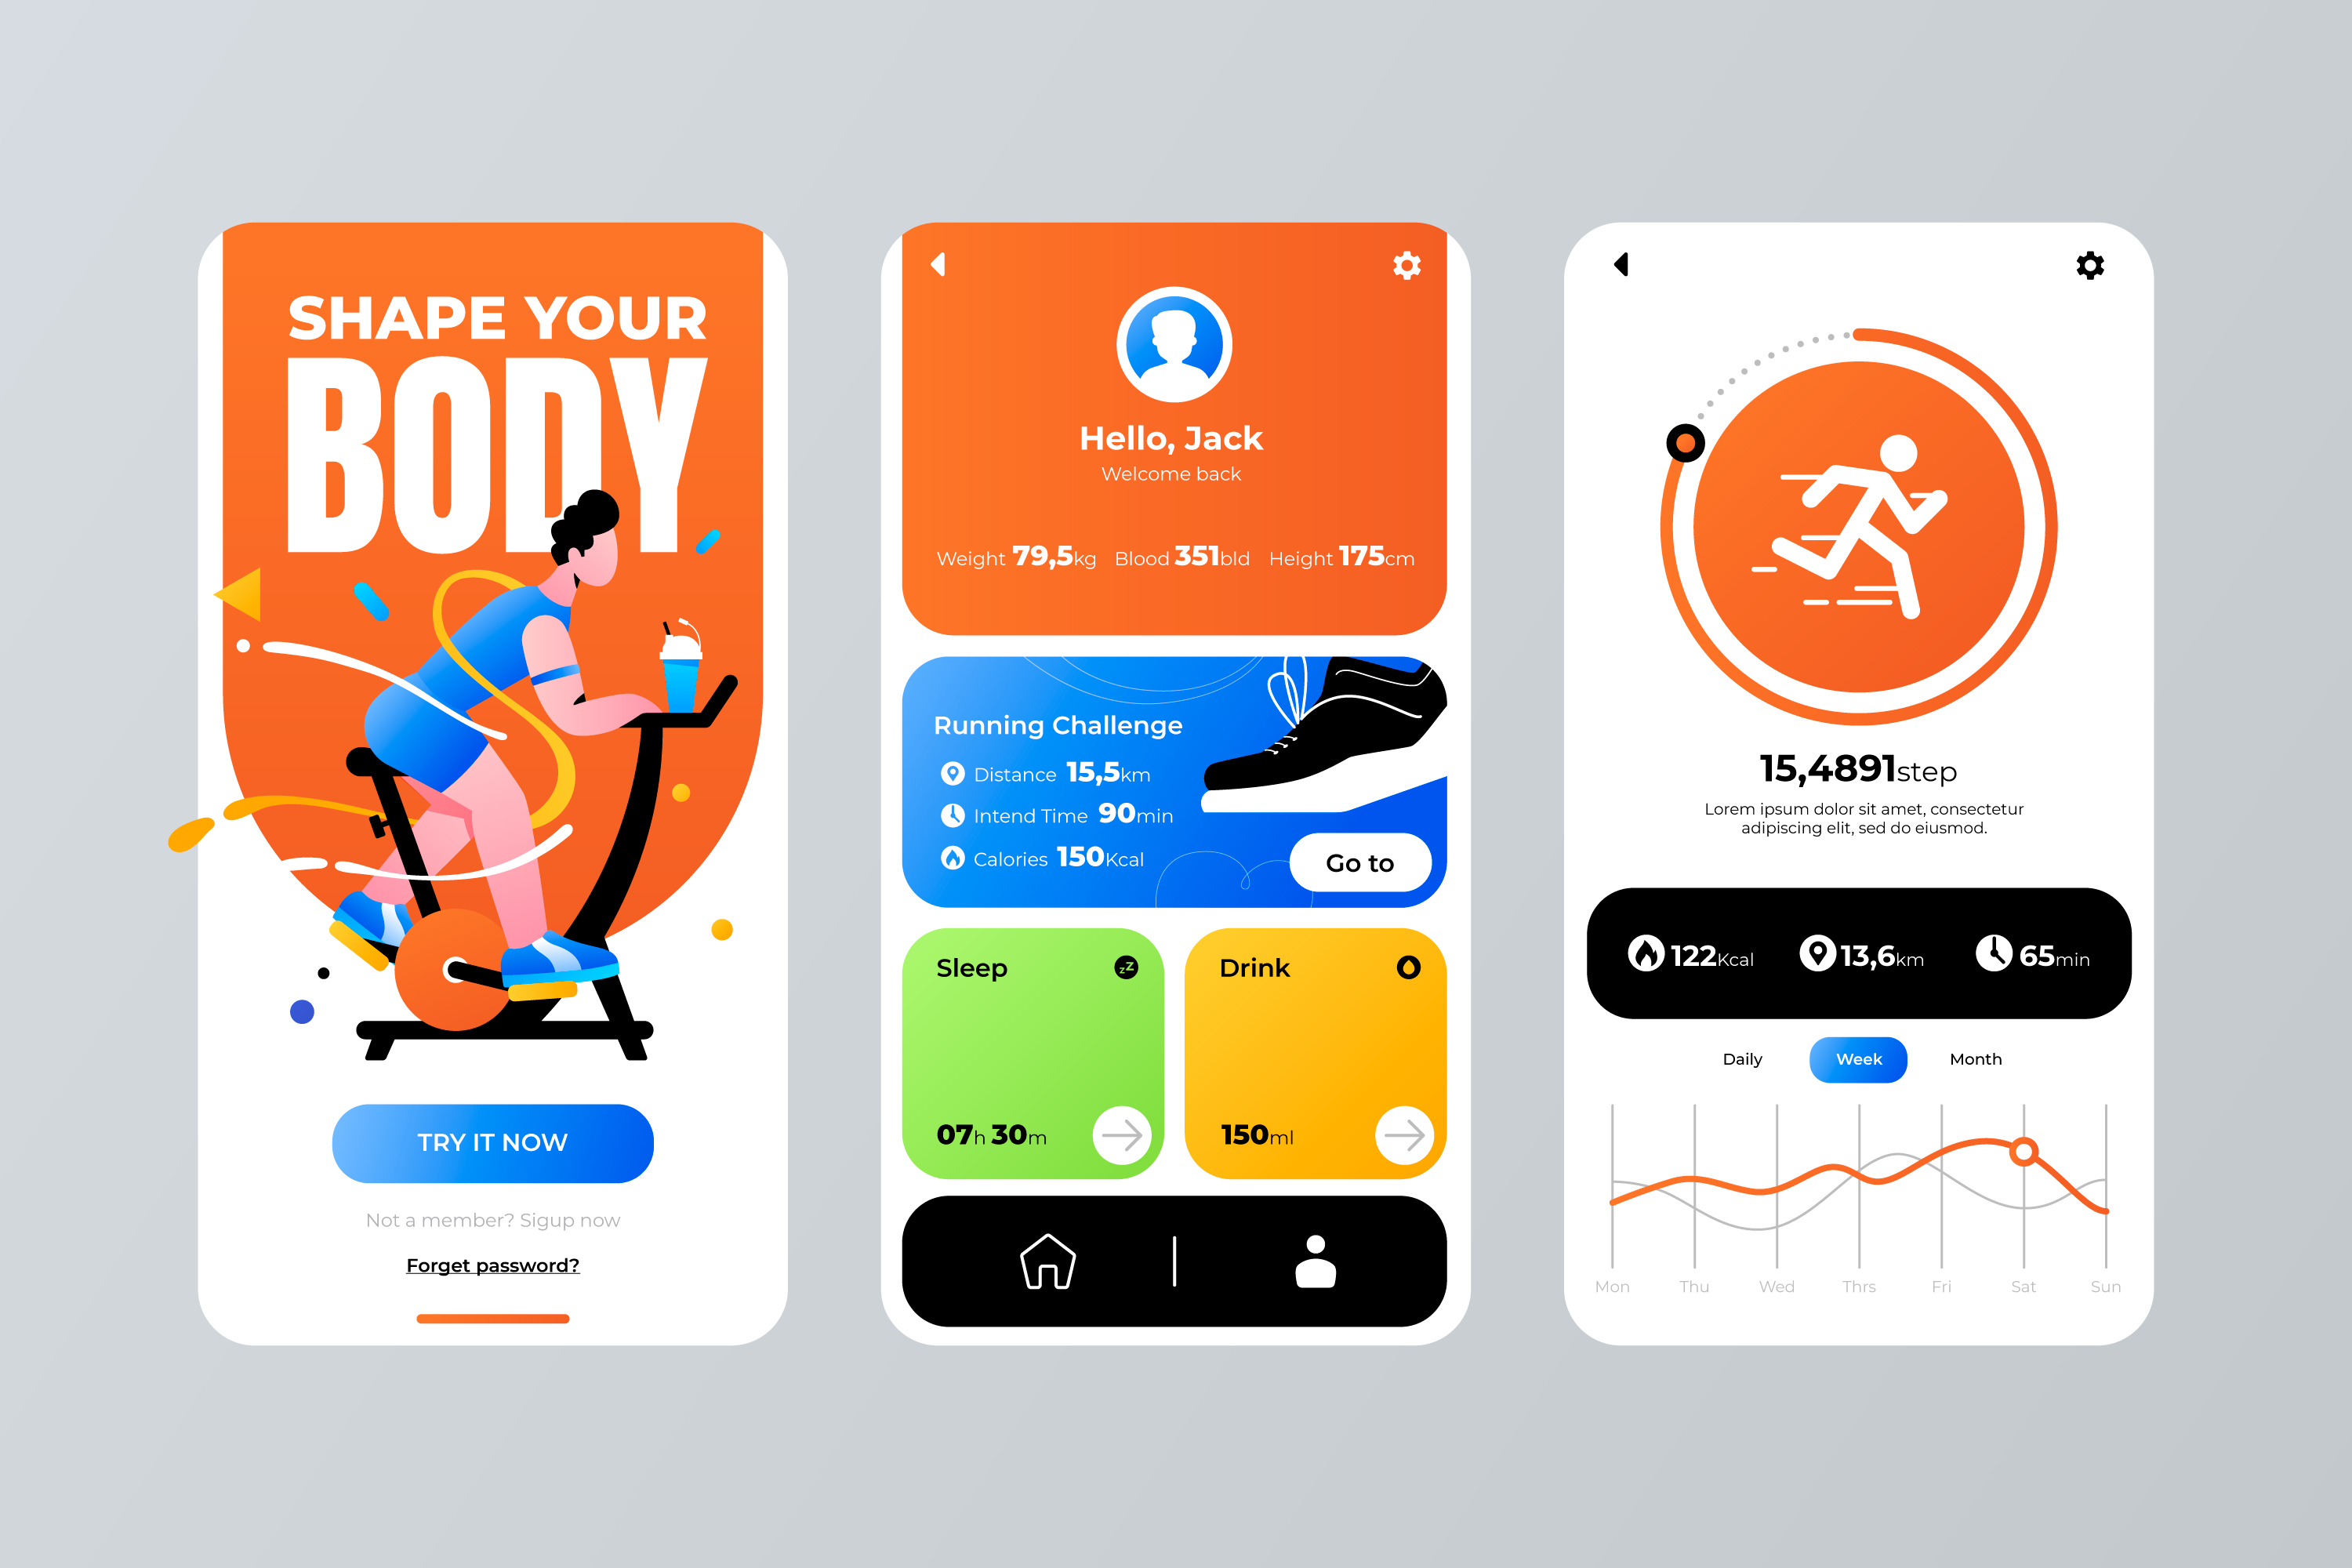 SHAPE YOUR
BODY
TRY IT NOW
Not a member? Sigup now
Forget password?
Hello, Jack
Welcome back
Weight 79,5kg Blood 351bld Height 175cm
Running Challenge
Distance 15,5km
Intend Time 90min
Calories 150Kcal
Go to
Sleep zZ
07h 30m
Drink
150ml
15,4891step
Lorem ipsum dolor sit amet, consectetur
adipiscing elit, sed do eiusmod.
122Kcal 13,6km 65min
Daily Week Month
Mon Thu Wed Thrs Fri Sat Sun